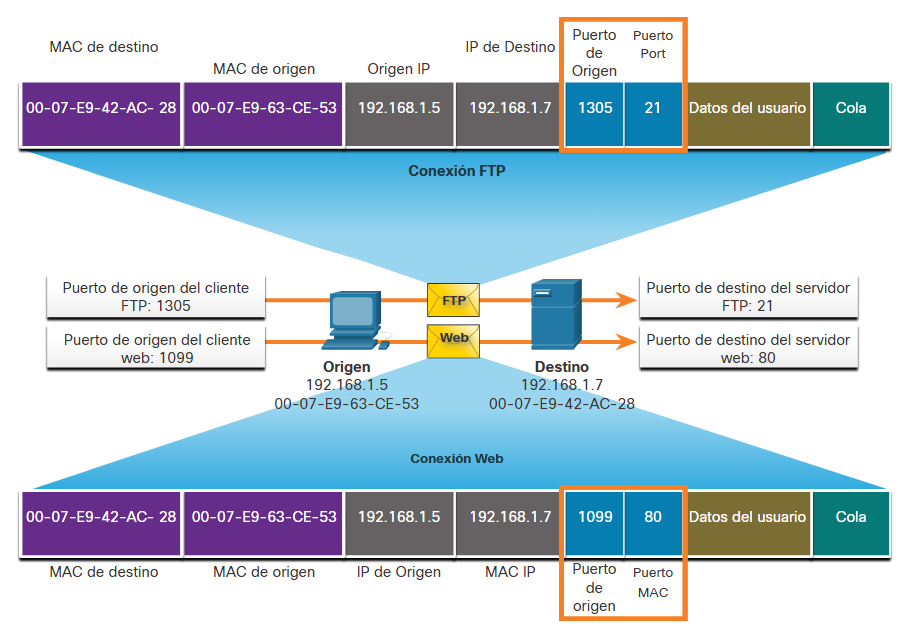 MAC de destino
MAC de origen
Origen IP
IP de Destino
Puerto
de
Origen
Puerto
Port
00-07-E9-42-AC- 28
00-07-E9-63-CE-53
192.168.1.5
192.168.1.7
1305
21
Datos del usuario
Cola
Conexión FTP
Puerto de origen del cliente
FTP: 1305
FTP
Puerto de destino del servidor
FTP: 21
Puerto de origen del cliente
web: 1099
Web
Puerto de destino del servidor
web: 80
Origen
192.168.1.5
00-07-E9-63-CE-53
Destino
192.168.1.7
00-07-E9-42-AC-28
Conexión Web
00-07-E9-42-AC- 28
00-07-E9-63-CE-53
192.168.1.5
192.168.1.7
1099
80
Datos del usuario
Cola
MAC de destino
MAC de origen
IP de Origen
MAC IP
Puerto
de
origen
Puerto
MAC